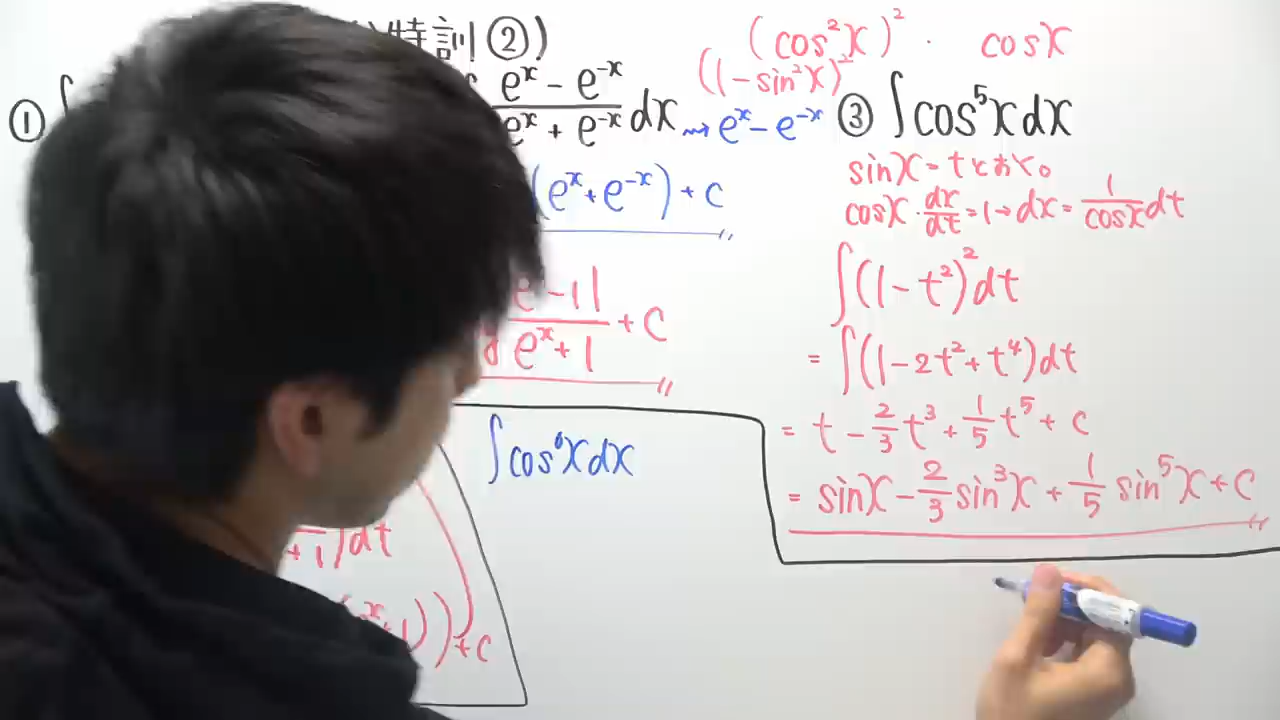 特訓②)
①∫
e^x - e^-x / e^x + e^-x dx ⇝ e^x - e^-x
(e^x + e^-x) + C
e^x + 1 + C
+1)dt
)) + C
∫cos^6x dx
(cos²x)² · cosx
(1 - sin²x)²
③ ∫cos⁵x dx
sinx = t とおく。
cosx · dx/dt = 1 → dx = 1/cosx dt
∫(1 - t²)² dt
= ∫(1 - 2t² + t⁴)dt
= t - 2/3 t³ + 1/5 t⁵ + C
= sinx - 2/3 sin³x + 1/5 sin⁵x + C